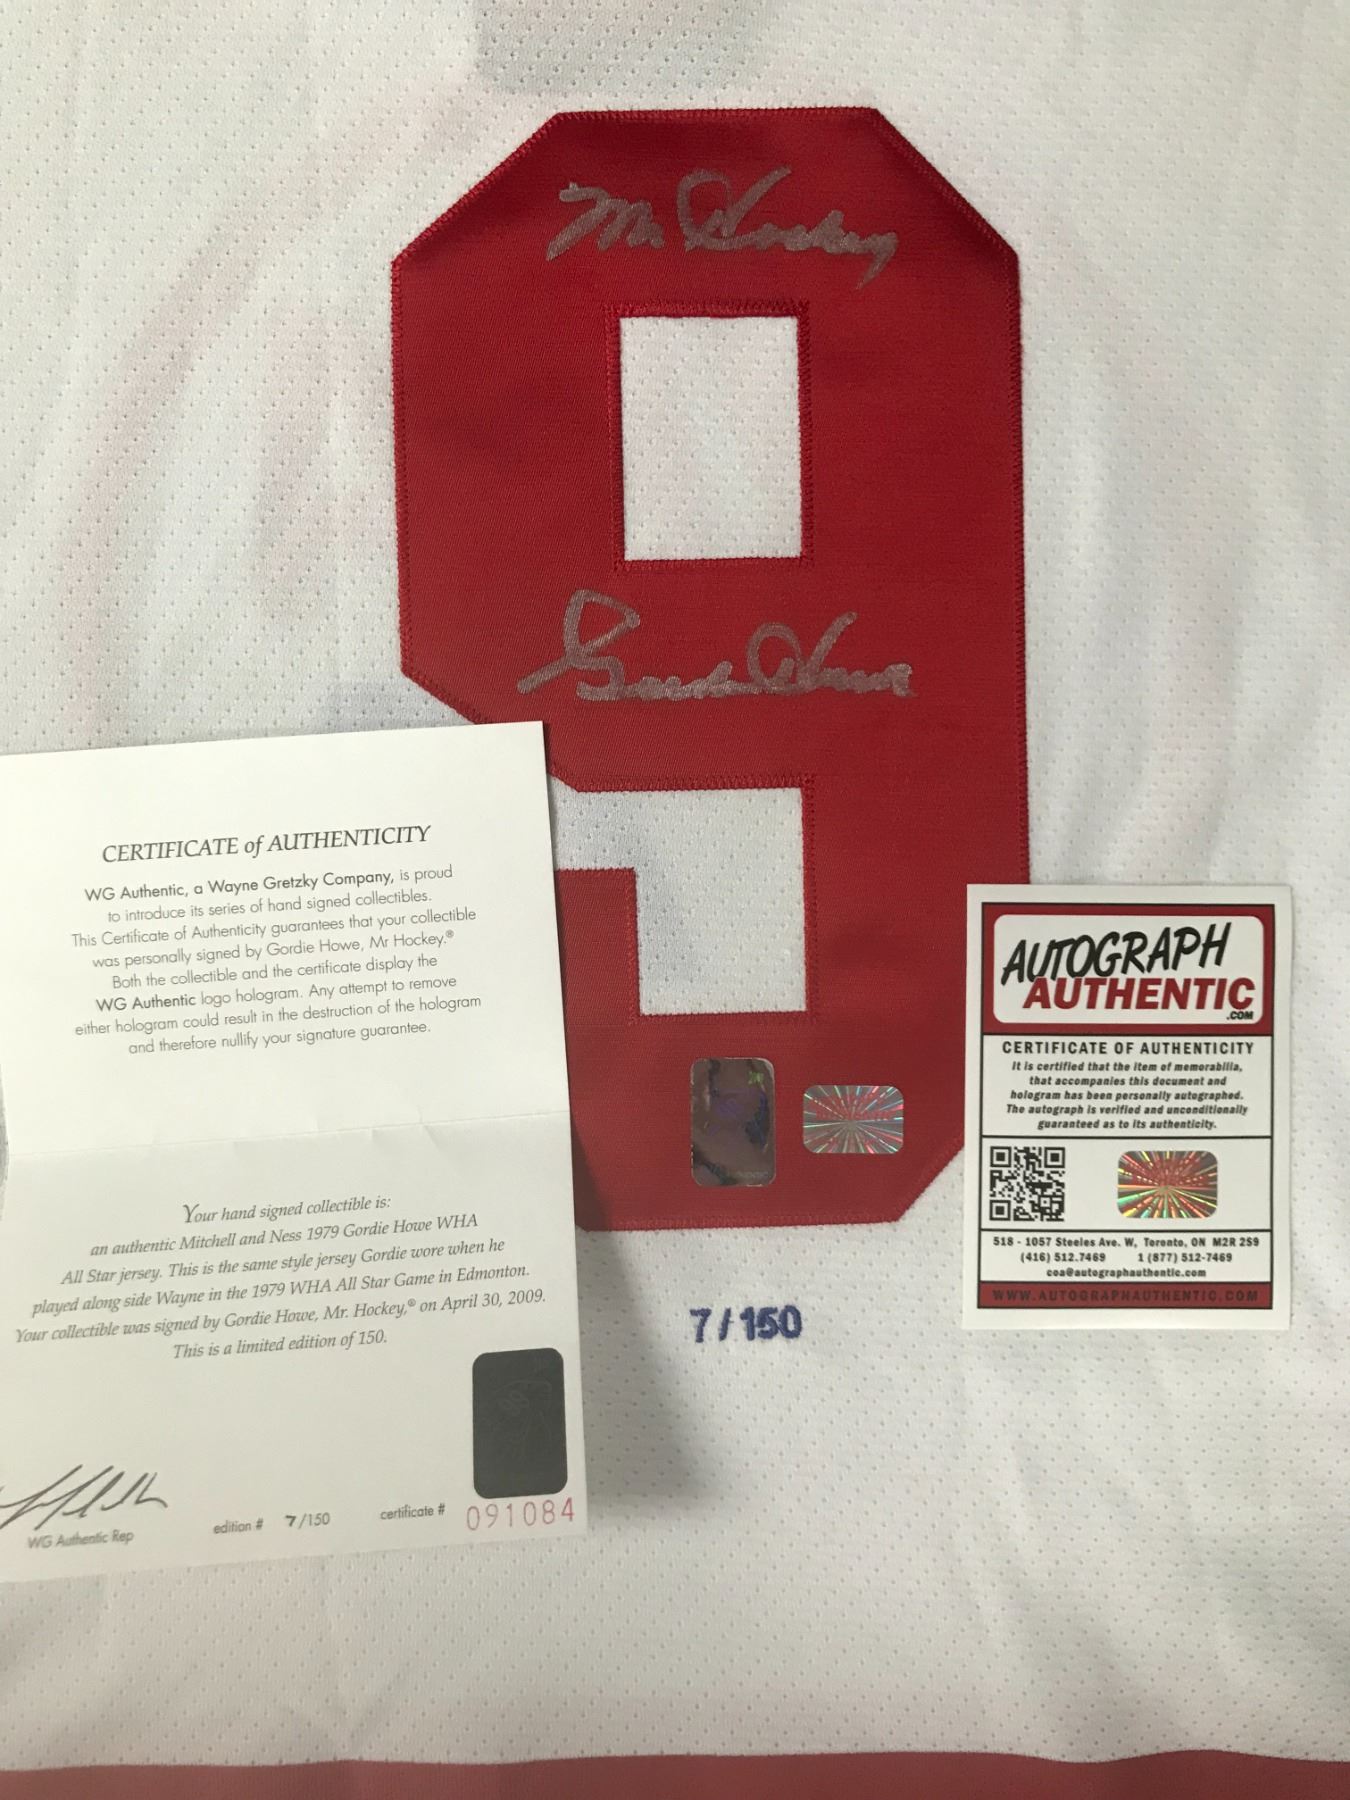 Mr Hockey
Gordie Howe
CERTIFICATE of AUTHENTICITY
WG Authentic, a Wayne Gretzky Company, is proud
to introduce its series of hand signed collectibles.
This Certificate of Authenticity guarantees that your collectible
was personally signed by Gordie Howe, Mr Hockey.®
Both the collectible and the certificate display the
WG Authentic logo hologram. Any attempt to remove
either hologram could result in the destruction of the hologram
and therefore nullify your signature guarantee.
Your hand signed collectible is:
an authentic Mitchell and Ness 1979 Gordie Howe WHA
All Star jersey. This is the same style jersey Gordie wore when he
played along side Wayne in the 1979 WHA All Star Game in Edmonton.
Your collectible was signed by Gordie Howe, Mr. Hockey,® on April 30, 2009.
This is a limited edition of 150.
WG Authentic Rep
edition # 7/150
certificate # 091084
9
7/150
AUTOGRAPH
AUTHENTIC
.COM
CERTIFICATE OF AUTHENTICITY
It is certified that the item of memorabilia,
that accompanies this document and
hologram has been personally autographed.
The autograph is verified and unconditionally
guaranteed as to its authenticity.
518 - 1057 Steeles Ave. W, Toronto, ON M2R 2S9
(416) 512.7469 1 (877) 512-7469
coa@autographauthentic.com
WWW.AUTOGRAPHAUTHENTIC.COM